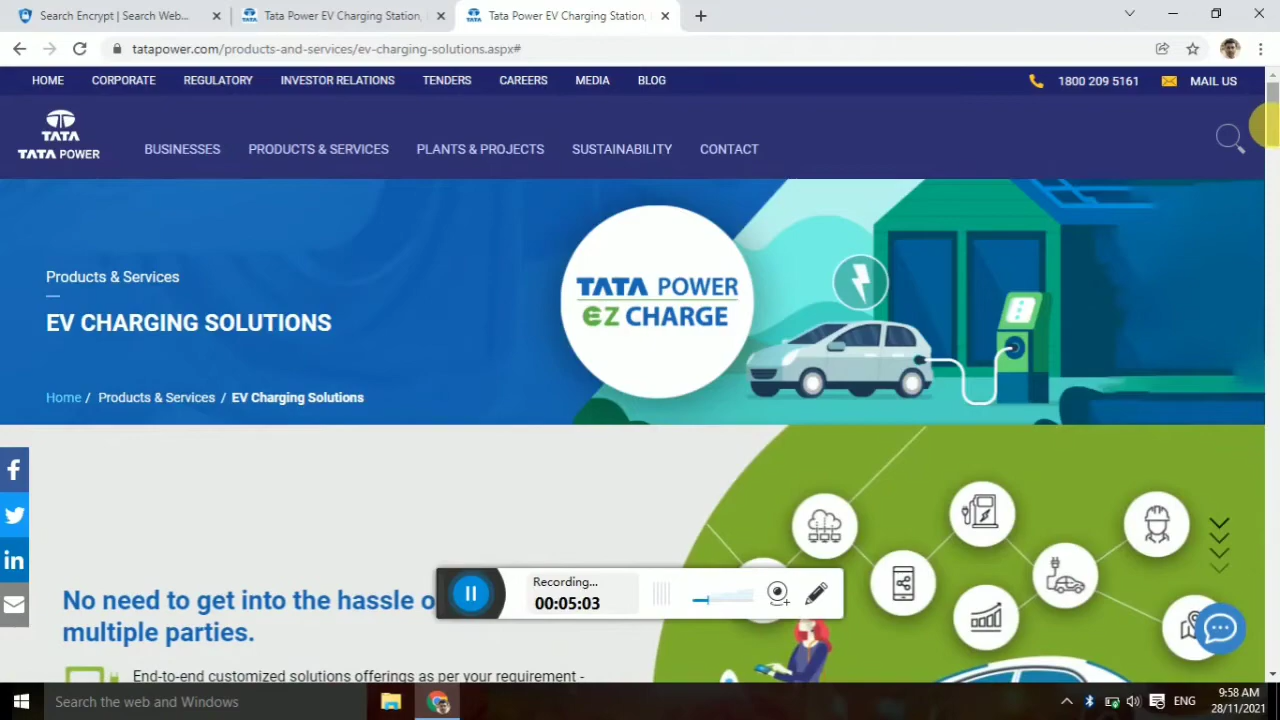 Search Encrypt | Search Web...
Tata Power EV Charging Station,
Tata Power EV Charging Station,
tatapower.com/products-and-services/ev-charging-solutions.aspx#
HOME CORPORATE REGULATORY INVESTOR RELATIONS TENDERS CAREERS MEDIA BLOG 1800 209 5161 MAIL US
TATA
TATA POWER
BUSINESSES PRODUCTS & SERVICES PLANTS & PROJECTS SUSTAINABILITY CONTACT
Products & Services
EV CHARGING SOLUTIONS
TATA POWER
EZ CHARGE
Home / Products & Services / EV Charging Solutions
No need to get into the hassle o
multiple parties.
End-to-end customized solutions offerings as per your requirement -
Recording...
00:05:03
Search the web and Windows
ENG
9:58 AM
28/11/2021